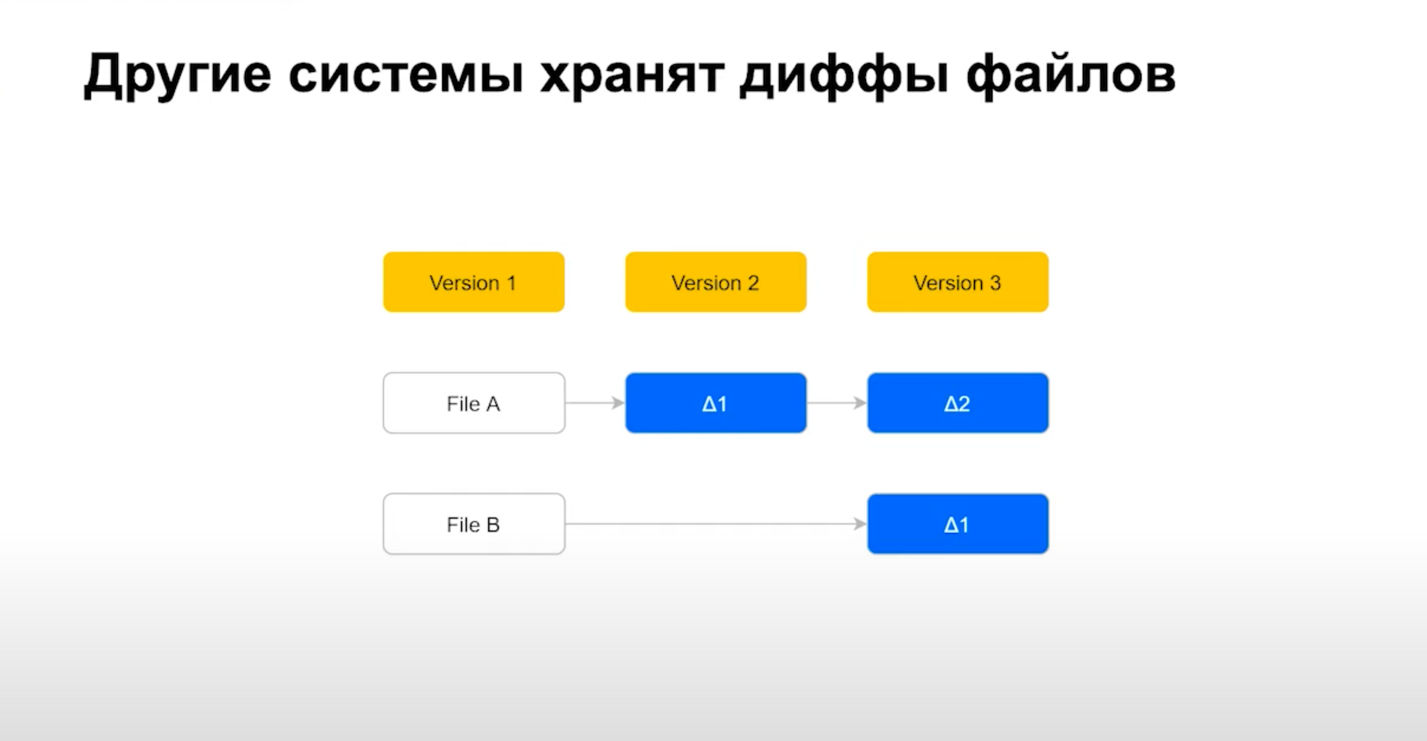 Другие системы хранят диффы файлов
Version 1
Version 2
Version 3
File A
Δ1
Δ2
File B
Δ1